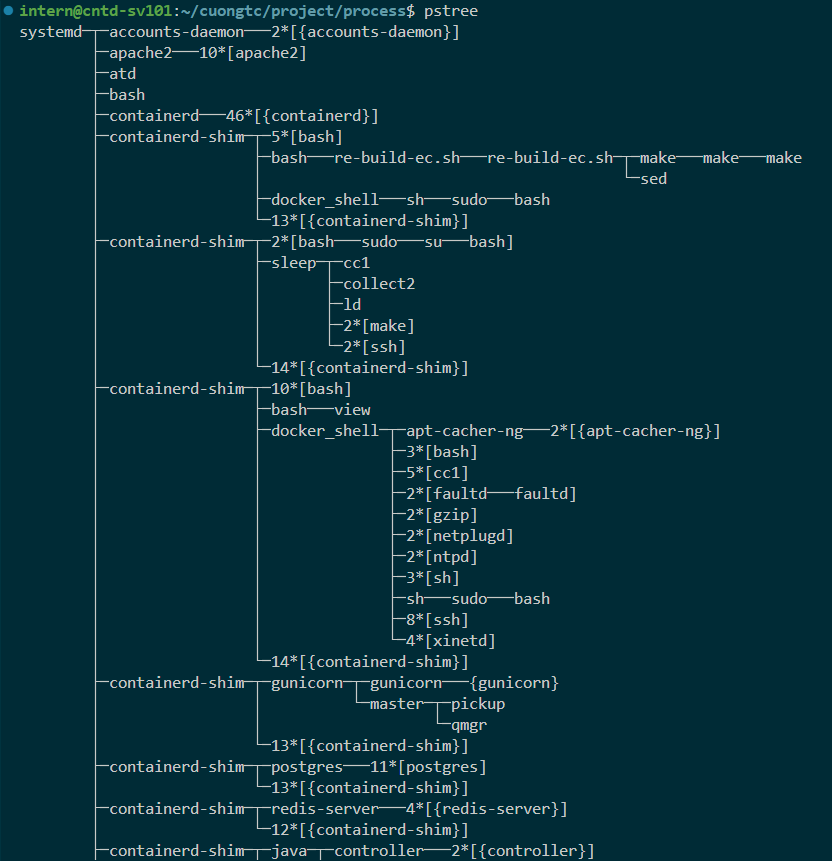 intern@cntd-sv101:~/cuongtc/project/process$ pstree
systemd─┬─accounts-daemon───2*[{accounts-daemon}]
        ├─apache2───10*[apache2]
        ├─atd
        ├─bash
        ├─containerd───46*[{containerd}]
        ├─containerd-shim─┬─5*[bash]
        │                 ├─bash───re-build-ec.sh───re-build-ec.sh─┬─make───make───make
        │                 │                                        └─sed
        │                 ├─docker_shell───sh───sudo───bash
        │                 └─13*[{containerd-shim}]
        ├─containerd-shim─┬─2*[bash───sudo───su───bash]
        │                 ├─sleep─┬─cc1
        │                 │       ├─collect2
        │                 │       ├─ld
        │                 │       ├─2*[make]
        │                 │       └─2*[ssh]
        │                 └─14*[{containerd-shim}]
        ├─containerd-shim─┬─10*[bash]
        │                 ├─bash───view
        │                 ├─docker_shell─┬─apt-cacher-ng───2*[{apt-cacher-ng}]
        │                 │              ├─3*[bash]
        │                 │              ├─5*[cc1]
        │                 │              ├─2*[faultd───faultd]
        │                 │              ├─2*[gzip]
        │                 │              ├─2*[netplugd]
        │                 │              ├─2*[ntpd]
        │                 │              ├─3*[sh]
        │                 │              ├─sh───sudo───bash
        │                 │              ├─8*[ssh]
        │                 │              └─4*[xinetd]
        │                 └─14*[{containerd-shim}]
        ├─containerd-shim─┬─gunicorn─┬─gunicorn───{gunicorn}
        │                 │          └─master─┬─pickup
        │                 │                   └─qmgr
        │                 └─13*[{containerd-shim}]
        ├─containerd-shim─┬─postgres───11*[postgres]
        │                 └─13*[{containerd-shim}]
        ├─containerd-shim─┬─redis-server───4*[{redis-server}]
        │                 └─12*[{containerd-shim}]
        ├─containerd-shim─┬─java─┬─controller───2*[{controller}]